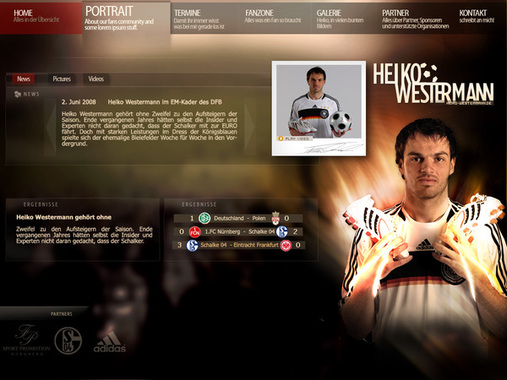 HOME
Alles in der Übersicht
PORTRAIT
About our fans community and
some lorem ipsum stuff.
TERMINE
Damit ihr immer wisst
was bei mir gerade los ist
FANZONE
Alles was ein Fan so braucht
GALERIE
Heiko, in vielen bunten
Bildern
PARTNER
Alles über Partner, Sponsoren
und unterstützte Organisationen
KONTAKT
schreibt an mich!
News
Pictures
Videos
NEWS
2. Juni 2008 Heiko Westermann im EM-Kader des DFB
Heiko Westermann gehört ohne Zweifel zu den Aufsteigern der
Saison. Ende vergangenen Jahres hätten selbst die Insider und
Experten nicht daran gedacht, dass der Schalker mit zur EURO
fährt. Doch mit starken Leistungen im Dress der Königsblauen
spielte sich der ehemalige Bielefelder Woche für Woche in den Vor-
dergrund.
HEIKO
WESTERMANN
ERGEBNISSE
Heiko Westermann gehört ohne
Zweifel zu den Aufsteigern der Saison. Ende
vergangenen Jahres hätten selbst die Insider und
Experten nicht daran gedacht, dass der Schalker.
ERGEBNISSE
1 Deutschland - Polen 0
0 1.FC Nürnberg - Schalke 04 2
3 Schalke 04 - Eintracht Frankfurt 0
PARTNERS
SPORT PROMOTION
adidas
adidas